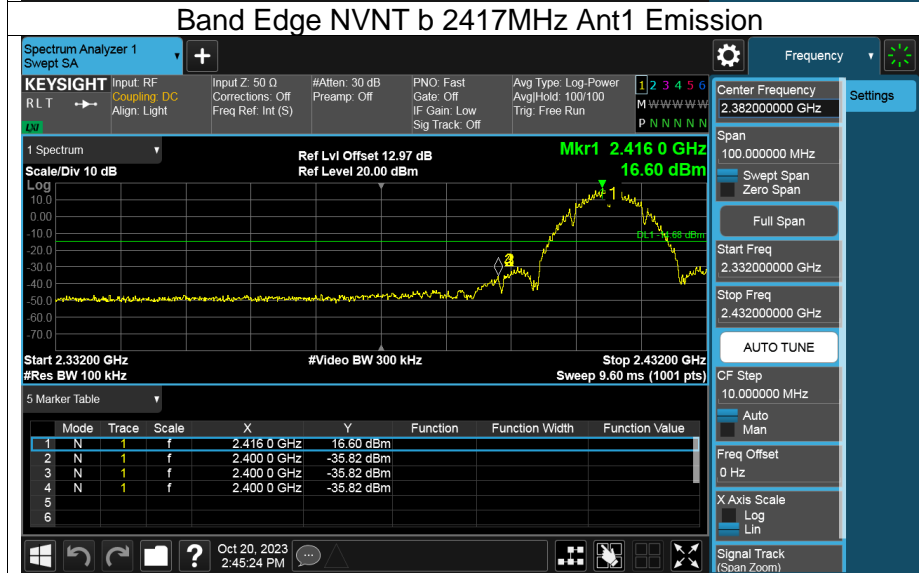 Band Edge NVNT b 2417MHz Ant1 Emission
Spectrum Analyzer 1
Swept SA
+
Frequency
KEYSIGHT Input: RF Input Z: 50 Ω #Atten: 30 dB PNO: Fast Avg Type: Log-Power 1 2 3 4 5 6
RLT Coupling: DC Corrections: Off Preamp: Off Gate: Off Avg|Hold: 100/100 M W W W W W
Align: Light Freq Ref: Int (S) IF Gain: Low Trig: Free Run
Sig Track: Off P N N N N N
LXI
1 Spectrum
Ref Lvl Offset 12.97 dB Mkr1 2.416 0 GHz
Scale/Div 10 dB Ref Level 20.00 dBm 16.60 dBm
Log
10.0
1
0.00
-10.0
DL1 -14.68 dBm
-20.0
-30.0
-40.0
-50.0
-60.0
-70.0
Start 2.33200 GHz #Video BW 300 kHz Stop 2.43200 GHz
#Res BW 100 kHz Sweep 9.60 ms (1001 pts)
5 Marker Table
Mode Trace Scale X Y Function Function Width Function Value
1 N 1 f 2.416 0 GHz 16.60 dBm
2 N 1 f 2.400 0 GHz -35.82 dBm
3 N 1 f 2.400 0 GHz -35.82 dBm
4 N 1 f 2.400 0 GHz -35.82 dBm
5
6
? Oct 20, 2023
2:45:24 PM
Center Frequency
2.382000000 GHz
Settings
Span
100.000000 MHz
Swept Span
Zero Span
Full Span
Start Freq
2.332000000 GHz
Stop Freq
2.432000000 GHz
AUTO TUNE
CF Step
10.000000 MHz
Auto
Man
Freq Offset
0 Hz
X Axis Scale
Log
Lin
Signal Track
(Span Zoom)